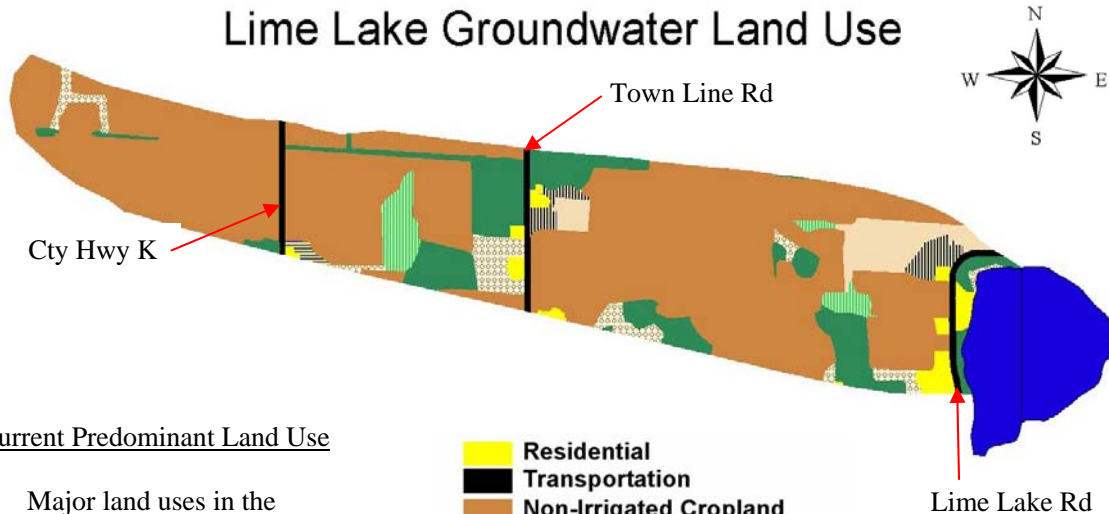 Lime Lake Groundwater Land Use
N
W E
S
Town Line Rd
Cty Hwy K
urrent Predominant Land Use
Major land uses in the
Residential
Transportation
Non-Irrigated Cropland
Lime Lake Rd